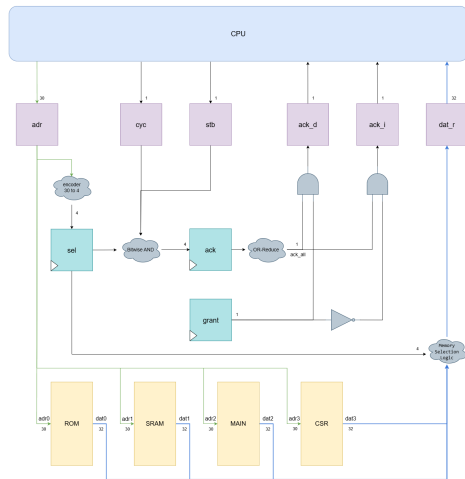 CPU
30
1
1
1
1
32
adr
cyc
stb
ack_d
ack_i
dat_r
encoder
30 to 4
4
sel
Bitwise AND
4
ack
OR-Reduce
1
ack_all
grant
1
4
Memory
Selection
Logic
adr0
30
ROM
dat0
32
adr1
30
SRAM
dat1
32
adr2
30
MAIN
dat2
32
adr3
30
CSR
dat3
32